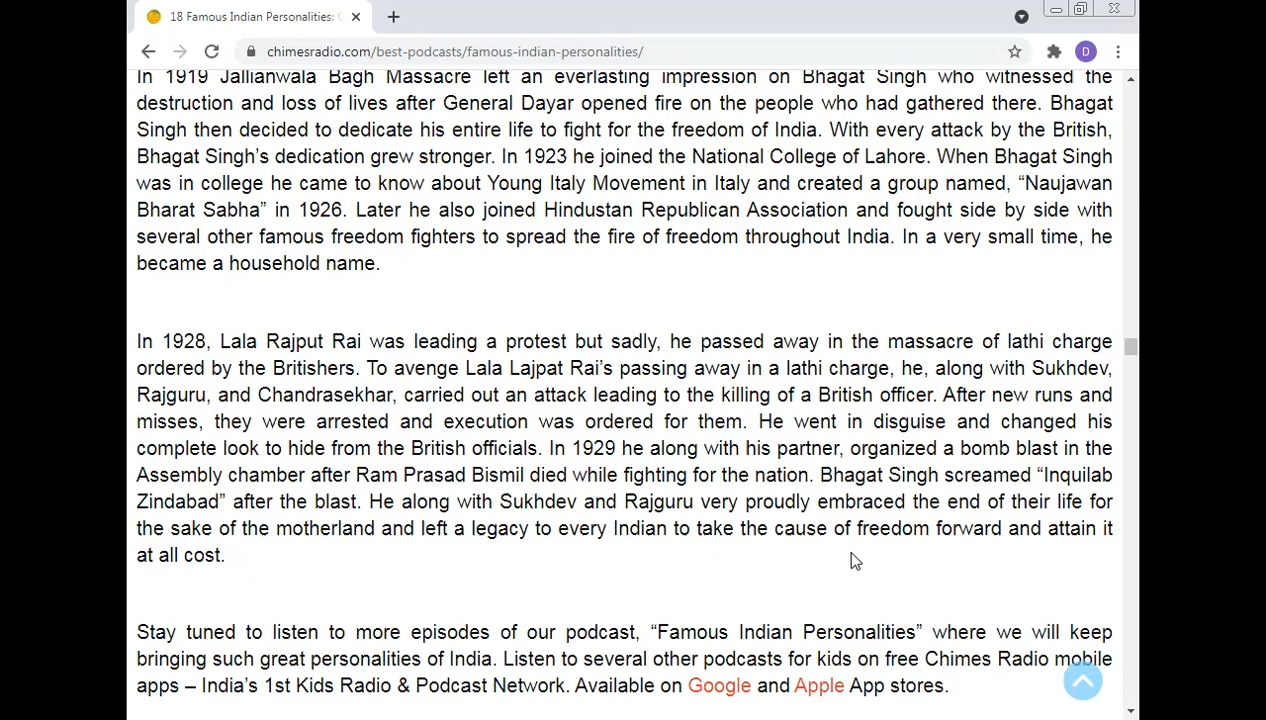 18 Famous Indian Personalities:
chimesradio.com/best-podcasts/famous-indian-personalities/
D
In 1919 Jallianwala Bagh Massacre left an everlasting impression on Bhagat Singh who witnessed the
destruction and loss of lives after General Dayar opened fire on the people who had gathered there. Bhagat
Singh then decided to dedicate his entire life to fight for the freedom of India. With every attack by the British,
Bhagat Singh’s dedication grew stronger. In 1923 he joined the National College of Lahore. When Bhagat Singh
was in college he came to know about Young Italy Movement in Italy and created a group named, “Naujawan
Bharat Sabha” in 1926. Later he also joined Hindustan Republican Association and fought side by side with
several other famous freedom fighters to spread the fire of freedom throughout India. In a very small time, he
became a household name.
In 1928, Lala Rajput Rai was leading a protest but sadly, he passed away in the massacre of lathi charge
ordered by the Britishers. To avenge Lala Lajpat Rai’s passing away in a lathi charge, he, along with Sukhdev,
Rajguru, and Chandrasekhar, carried out an attack leading to the killing of a British officer. After new runs and
misses, they were arrested and execution was ordered for them. He went in disguise and changed his
complete look to hide from the British officials. In 1929 he along with his partner, organized a bomb blast in the
Assembly chamber after Ram Prasad Bismil died while fighting for the nation. Bhagat Singh screamed “Inquilab
Zindabad” after the blast. He along with Sukhdev and Rajguru very proudly embraced the end of their life for
the sake of the motherland and left a legacy to every Indian to take the cause of freedom forward and attain it
at all cost.
Stay tuned to listen to more episodes of our podcast, “Famous Indian Personalities” where we will keep
bringing such great personalities of India. Listen to several other podcasts for kids on free Chimes Radio mobile
apps – India’s 1st Kids Radio & Podcast Network. Available on Google and Apple App stores.